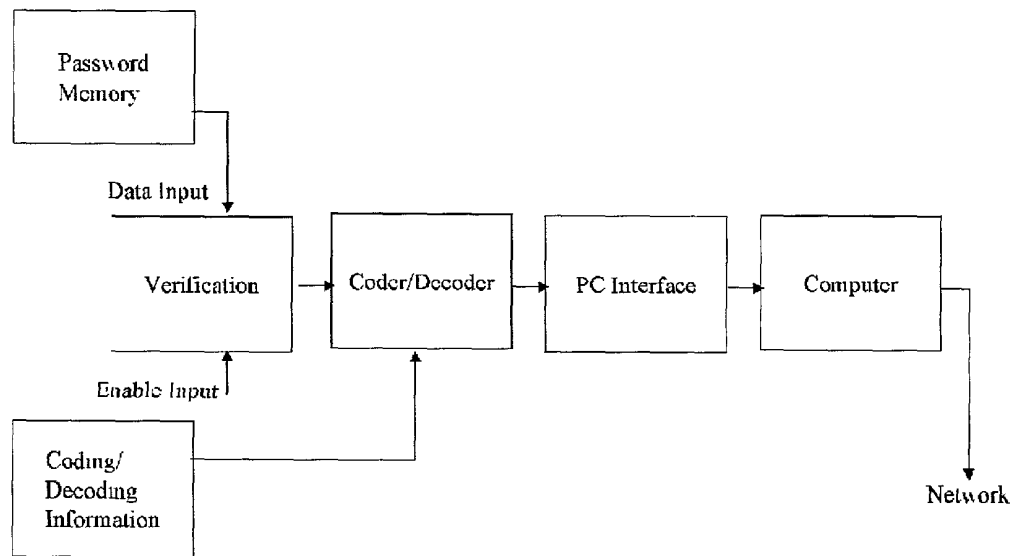 Password
Memory
Data Input
Verification
Coder/Decoder
PC Interface
Computer
Enable Input
Coding/
Decoding
Information
Network